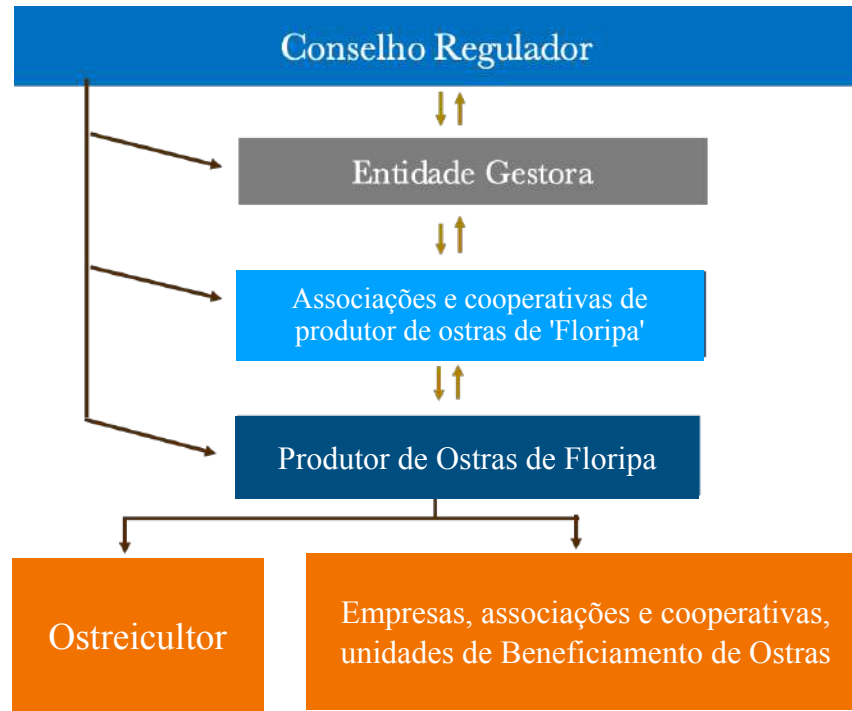 Conselho Regulador
Entidade Gestora
Associações e cooperativas de
produtor de ostras de 'Floripa'
Produtor de Ostras de Floripa
Ostreicultor
Empresas, associações e cooperativas,
unidades de Beneficiamento de Ostras